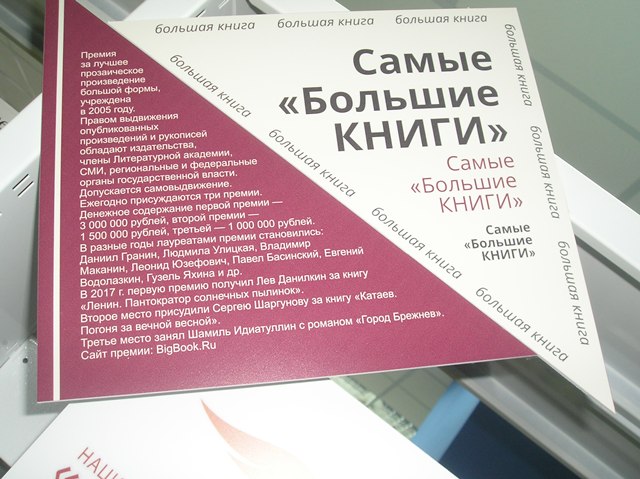 большая книга большая книга большая книга
Самые
«Большие
КНИГИ»
Самые
«Большие
КНИГИ»
Самые
«Большие
КНИГИ»
большая книга
большая книга
большая книга
большая книга
большая книга
большая книга
большая книга
Премия
за лучшее
прозаическое
произведение
большой формы,
учреждена
в 2005 году.
Правом выдвижения
опубликованных
произведений и рукописей
обладают издательства,
члены Литературной академии,
СМИ, региональные и федеральные
органы государственной власти.
Допускается самовыдвижение.
Ежегодно присуждаются три премии.
Денежное содержание первой премии —
3 000 000 рублей, второй премии —
1 500 000 рублей, третьей — 1 000 000 рублей.
В разные годы лауреатами премии становились:
Даниил Гранин, Людмила Улицкая, Владимир
Маканин, Леонид Юзефович, Павел Басинский, Евгений
Водолазкин, Гузель Яхина и др.
В 2017 г. первую премию получил Лев Данилкин за книгу
«Ленин. Пантократор солнечных пылинок».
Второе место присудили Сергею Шаргунову за книгу «Катаев.
Погоня за вечной весной».
Третье место занял Шамиль Идиатуллин с романом «Город Брежнев».
Сайт премии: BigBook.Ru